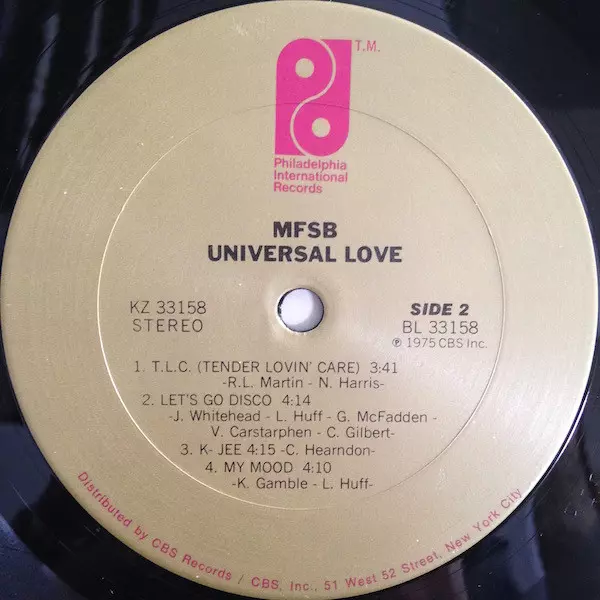 T.M.
Philadelphia
International
Records
MFSB
UNIVERSAL LOVE
KZ 33158
STEREO
SIDE 2
BL 33158
℗ 1975 CBS Inc.
1. T.L.C. (TENDER LOVIN' CARE) 3:41
-R.L. Martin - N. Harris-
2. LET'S GO DISCO 4:14
-J. Whitehead - L. Huff - G. McFadden -
V. Carstarphen - C. Gilbert-
3. K- JEE 4:15 -C. Hearndon-
4. MY MOOD 4:10
-K. Gamble - L. Huff-
Distributed by CBS Records / CBS, Inc., 51 West 52 Street, New York City